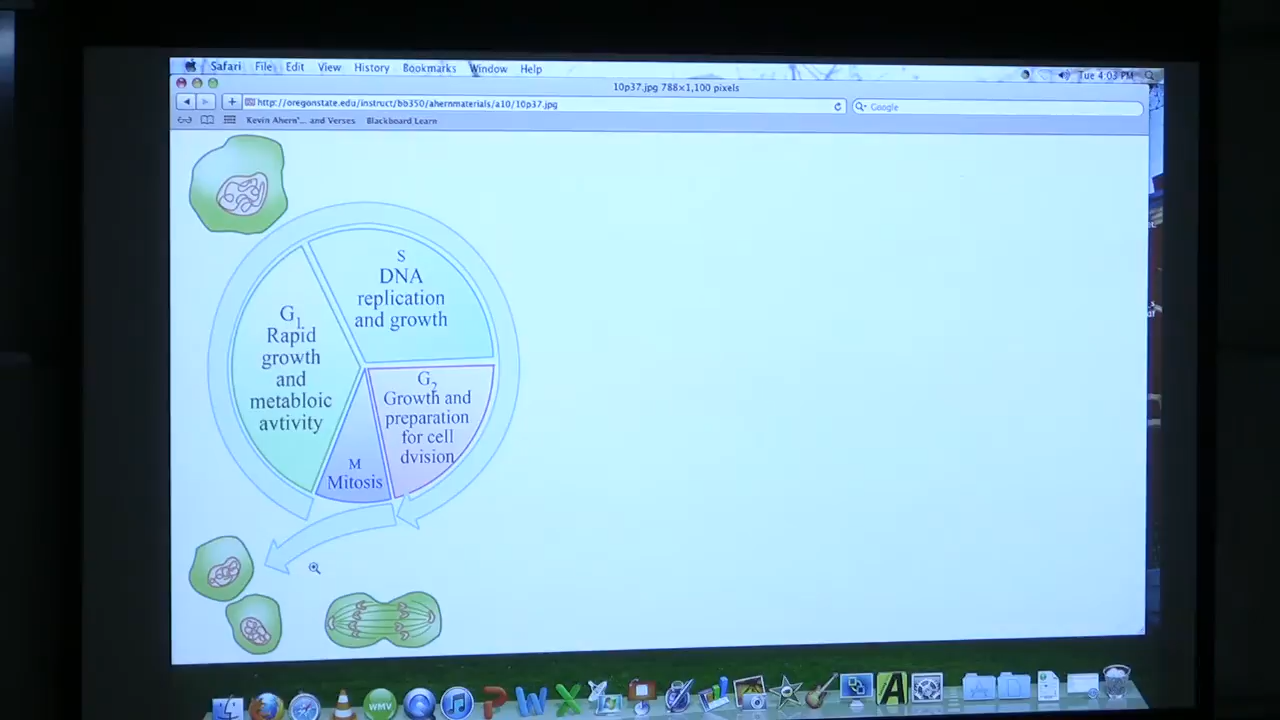 Safari File Edit View History Bookmarks Window Help
Tue 4:03 PM
10p37.jpg 788×1,100 pixels
http://oregonstate.edu/instruct/bb350/ahernmaterials/a10/10p37.jpg
Google
Kevin Ahern'... and Verses Blackboard Learn
S
DNA
replication
and growth
G1
Rapid
growth
and
metabloic
avtivity
G2
Growth and
preparation
for cell
dvision
M
Mitosis
WMV